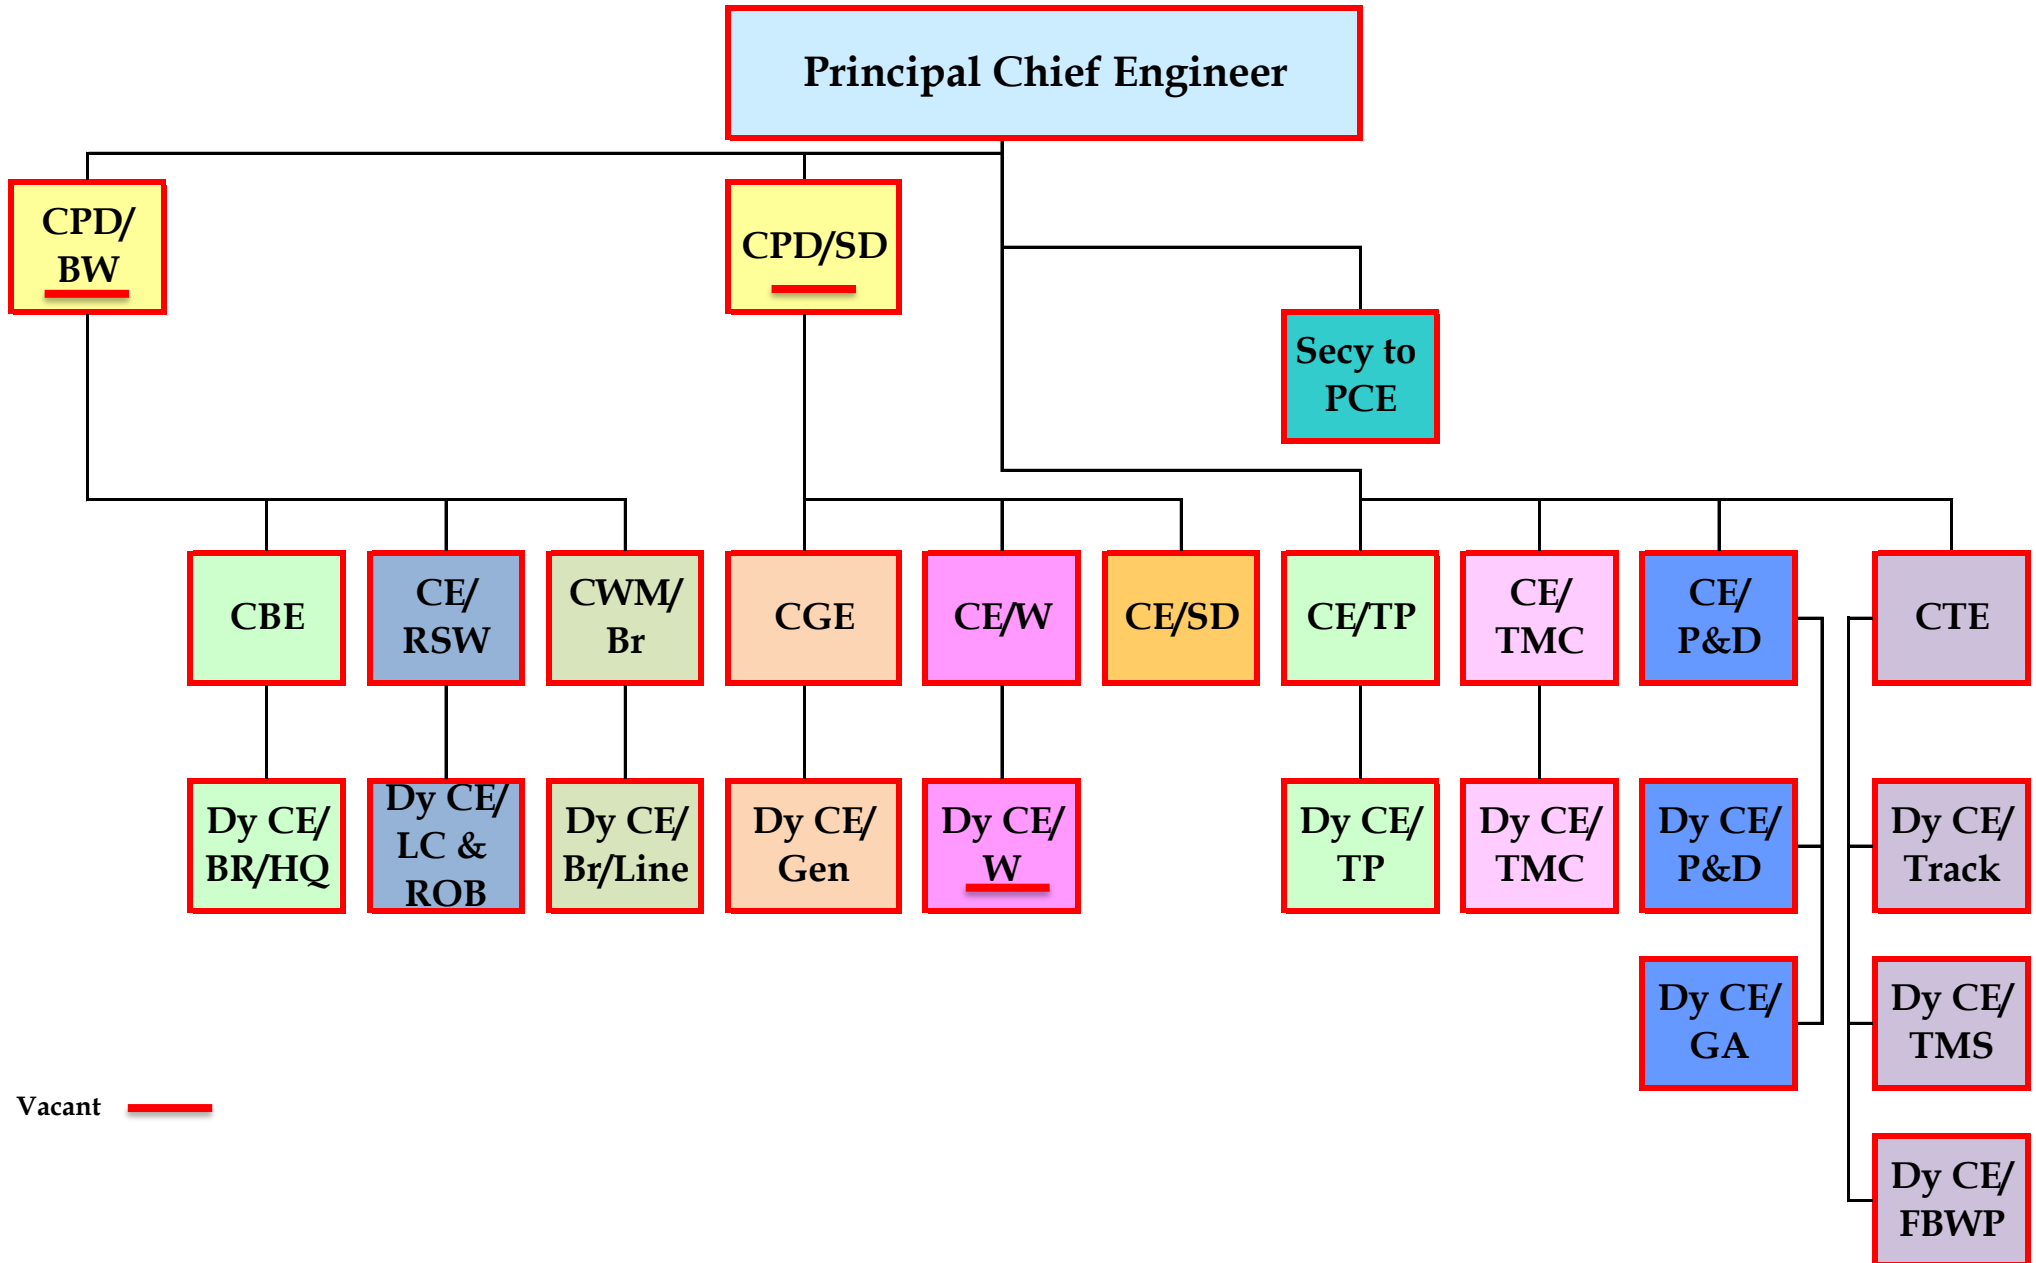 Principal Chief Engineer
CPD/
BW
CPD/SD
Secy to
PCE
CBE
CE/
RSW
CWM/
Br
CGE
CE/W
CE/SD
CE/TP
CE/
TMC
CE/
P&D
CTE
Dy CE/
BR/HQ
Dy CE/
LC &
ROB
Dy CE/
Br/Line
Dy CE/
Gen
Dy CE/
W
Dy CE/
TP
Dy CE/
TMC
Dy CE/
P&D
Dy CE/
Track
Dy CE/
GA
Dy CE/
TMS
Vacant
Dy CE/
FBWP